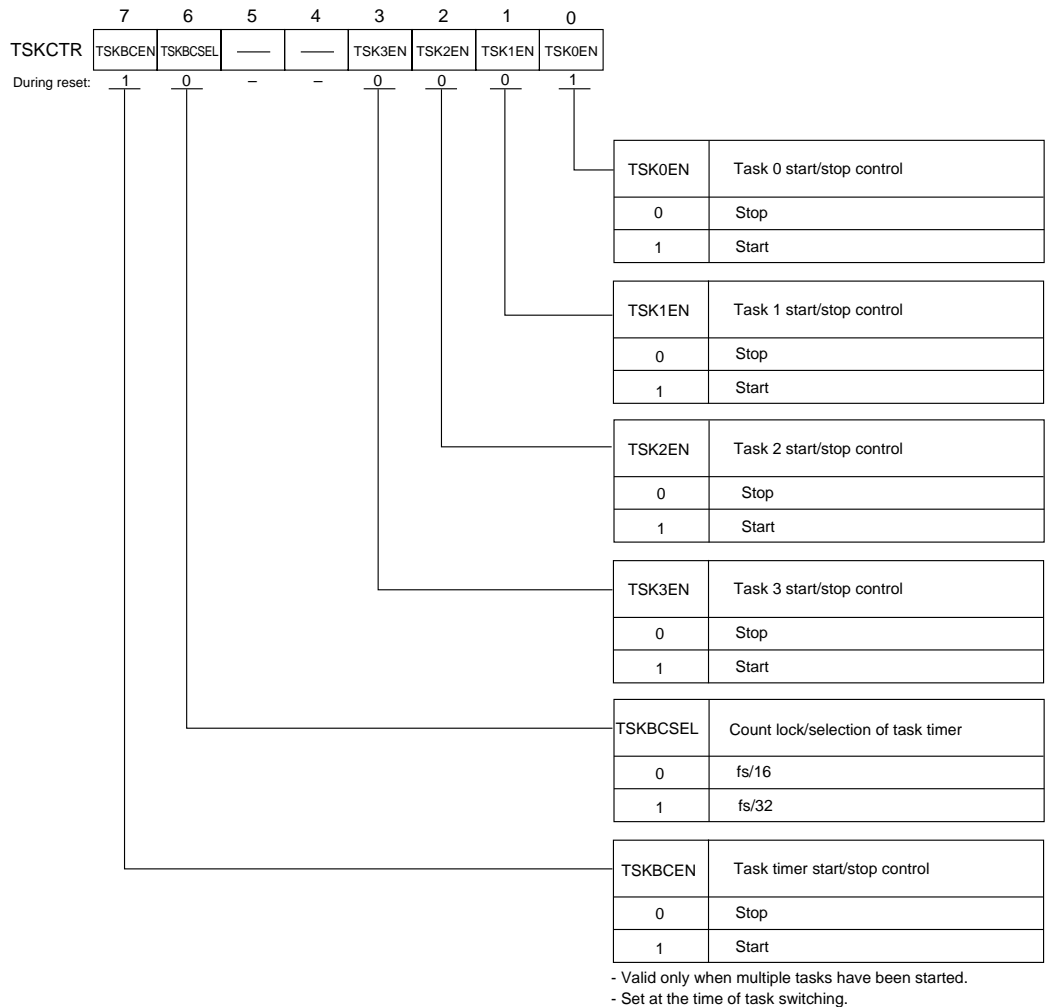 7 6 5 4 3 2 1 0
TSKCTR TSKBCEN TSKBCSEL — — TSK3EN TSK2EN TSK1EN TSK0EN
During reset: 1 0 – – 0 0 0 1
TSK0EN Task 0 start/stop control
0 Stop
1 Start
TSK1EN Task 1 start/stop control
0 Stop
1 Start
TSK2EN Task 2 start/stop control
0 Stop
1 Start
TSK3EN Task 3 start/stop control
0 Stop
1 Start
TSKBCSEL Count lock/selection of task timer
0 fs/16
1 fs/32
TSKBCEN Task timer start/stop control
0 Stop
1 Start
- Valid only when multiple tasks have been started.
- Set at the time of task switching.